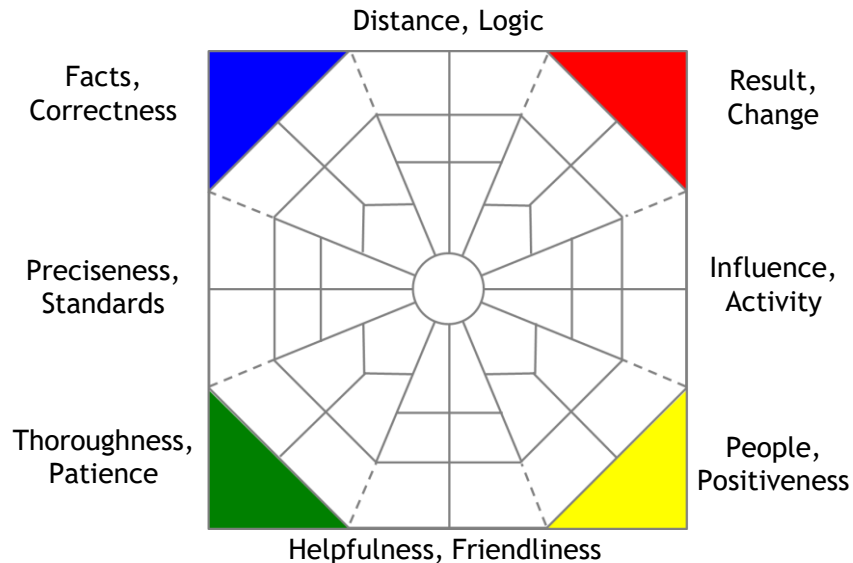 Distance, Logic
Facts,
Correctness
Result,
Change
Preciseness,
Standards
Influence,
Activity
Thoroughness,
Patience
People,
Positiveness
Helpfulness, Friendliness